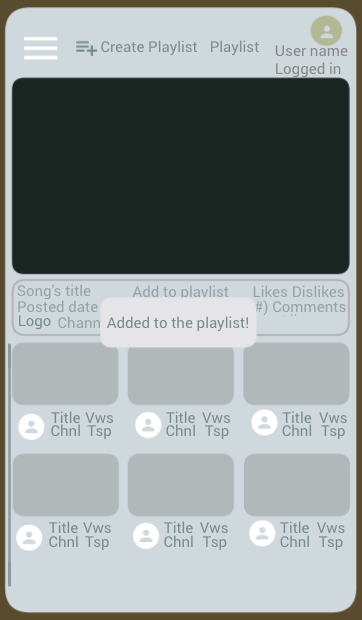 Create Playlist Playlist
User name
Logged in
Song's title Add to playlist Likes Dislikes
Posted date #) Comments
Logo Chann
Added to the playlist!
Title Vws Title Vws Title Vws
Chnl Tsp Chnl Tsp Chnl Tsp
Title Vws Title Vws Title Vws
Chnl Tsp Chnl Tsp Chnl Tsp